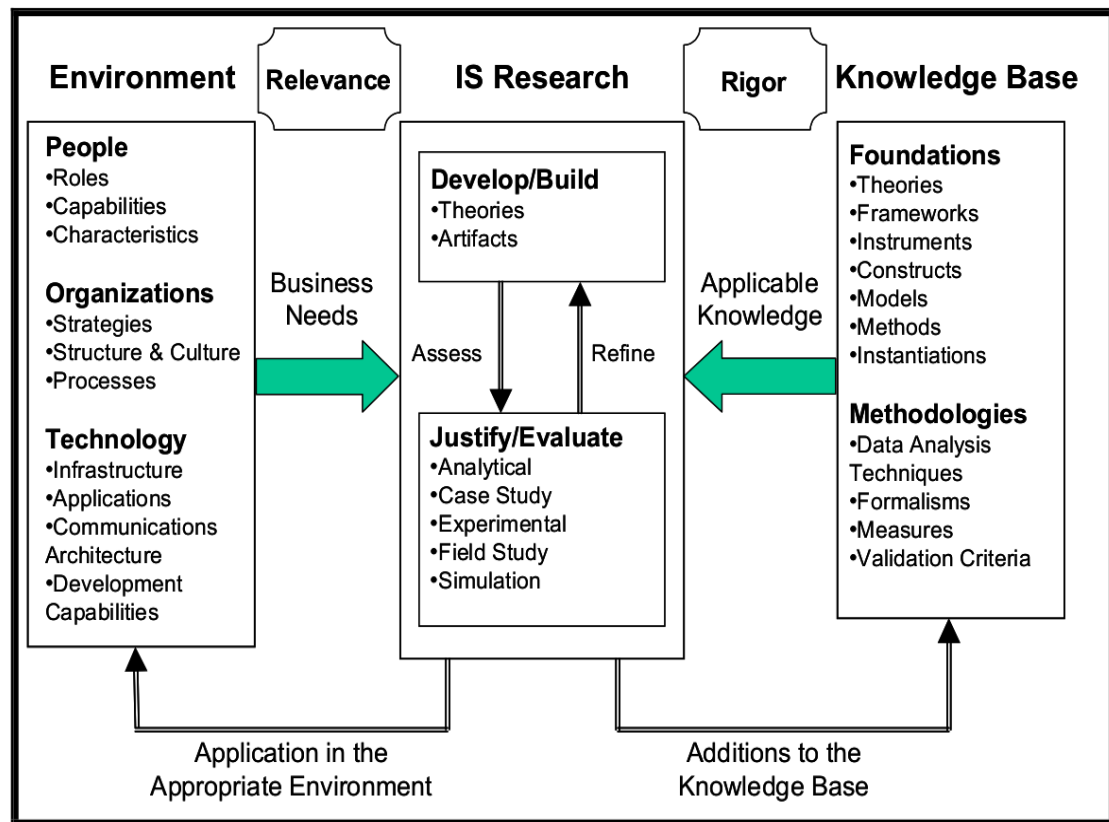 Environment
Relevance
IS Research
Rigor
Knowledge Base
People
•Roles
•Capabilities
•Characteristics
Organizations
•Strategies
•Structure & Culture
•Processes
Technology
•Infrastructure
•Applications
•Communications
Architecture
•Development
Capabilities
Business
Needs
Develop/Build
•Theories
•Artifacts
Assess
Refine
Justify/Evaluate
•Analytical
•Case Study
•Experimental
•Field Study
•Simulation
Applicable
Knowledge
Foundations
•Theories
•Frameworks
•Instruments
•Constructs
•Models
•Methods
•Instantiations
Methodologies
•Data Analysis
Techniques
•Formalisms
•Measures
•Validation Criteria
Application in the
Appropriate Environment
Additions to the
Knowledge Base